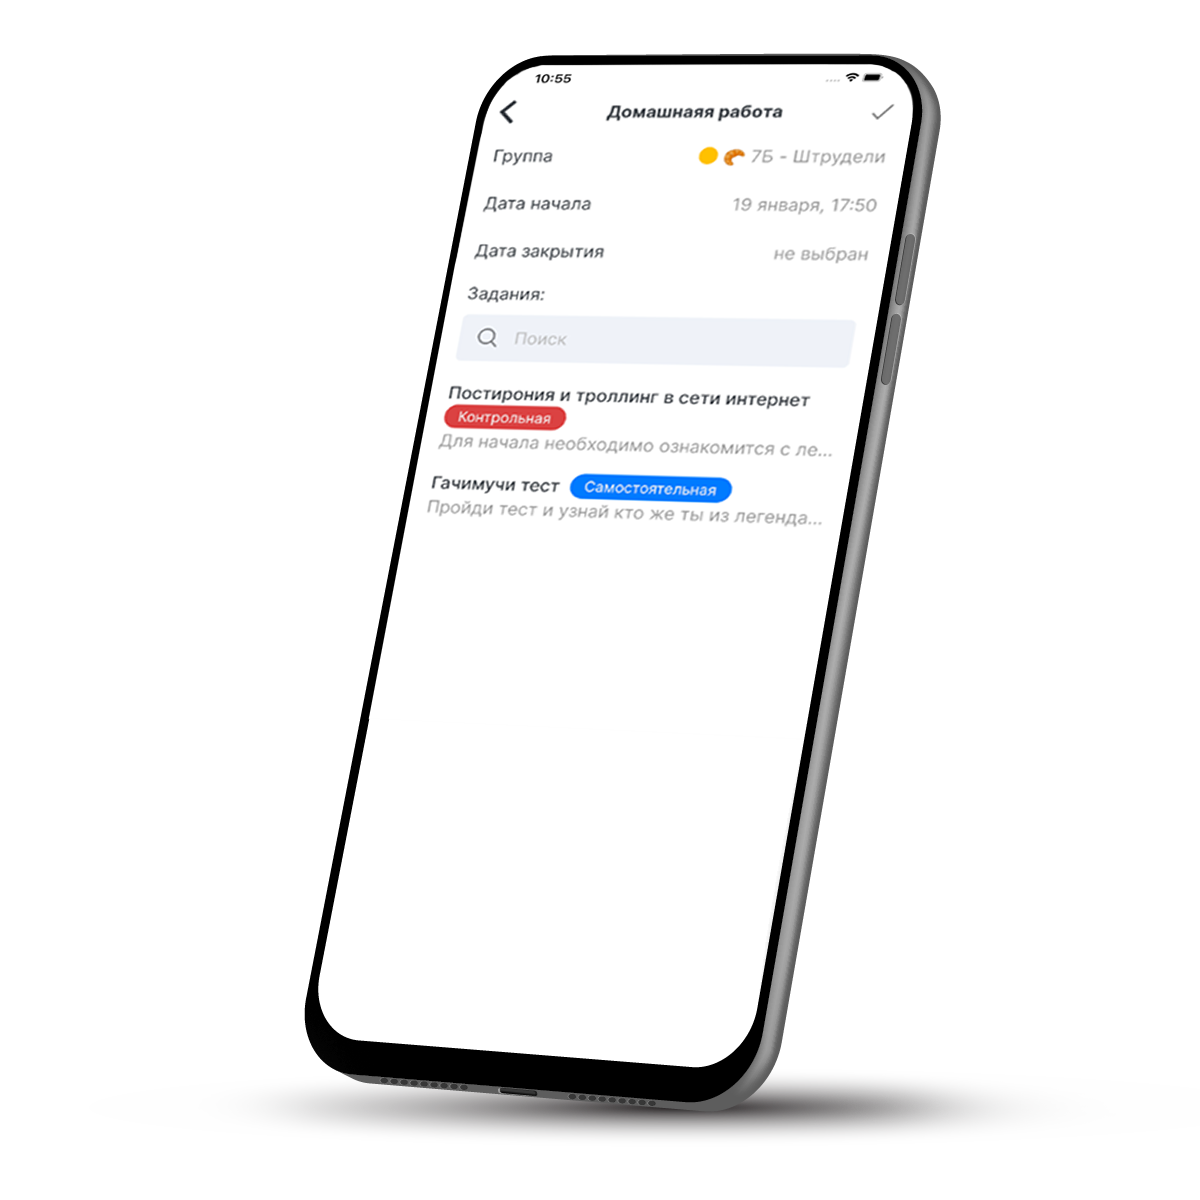 10:55
Домашнаяя работа
Группа 7Б - Штрудели
Дата начала 19 января, 17:50
Дата закрытия не выбран
Задания:
Поиск
Постирония и троллинг в сети интернет
Контрольная
Для начала необходимо ознакомится с ле...
Гачимучи тест Самостоятельная
Пройди тест и узнай кто же ты из легенда...